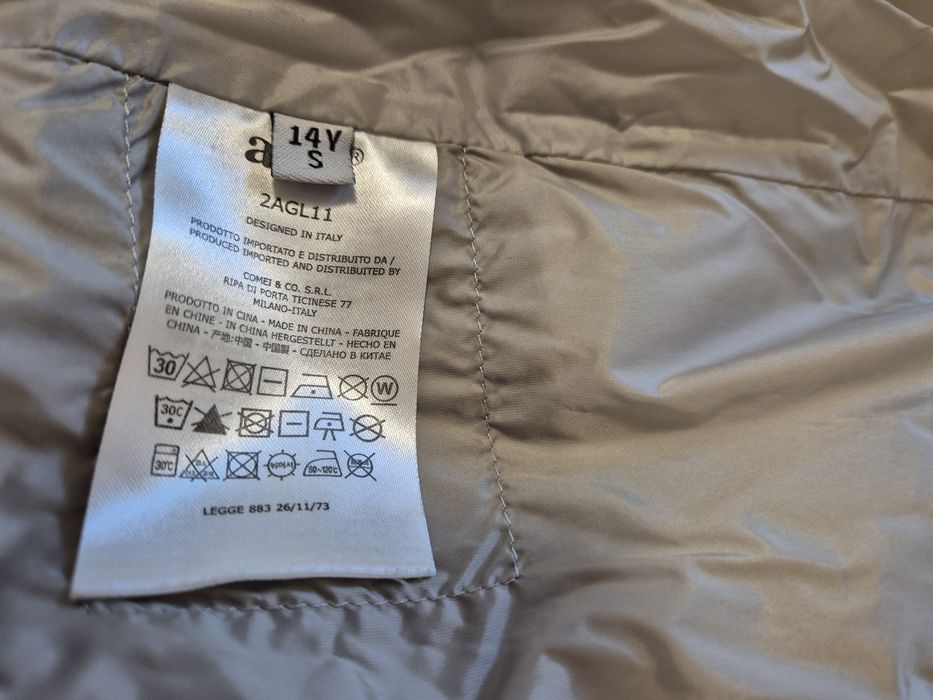 14Y
S
a
®
2AGL11
DESIGNED IN ITALY
PRODOTTO IMPORTATO E DISTRIBUITO DA /
PRODUCED IMPORTED AND DISTRIBUITED BY
COMEI & CO. S.R.L.
RIPA DI PORTA TICINESE 77
MILANO-ITALY
PRODOTTO IN CINA - MADE IN CHINA - FABRIQUE
EN CHINE - IN CHINA HERGESTELLT - HECHO EN
CHINA - 产地:中国 - 中国製 - СДЕЛАНО В КИТАЕ
30 W
30C
30℃ 80~120℃
LEGGE 883 26/11/73